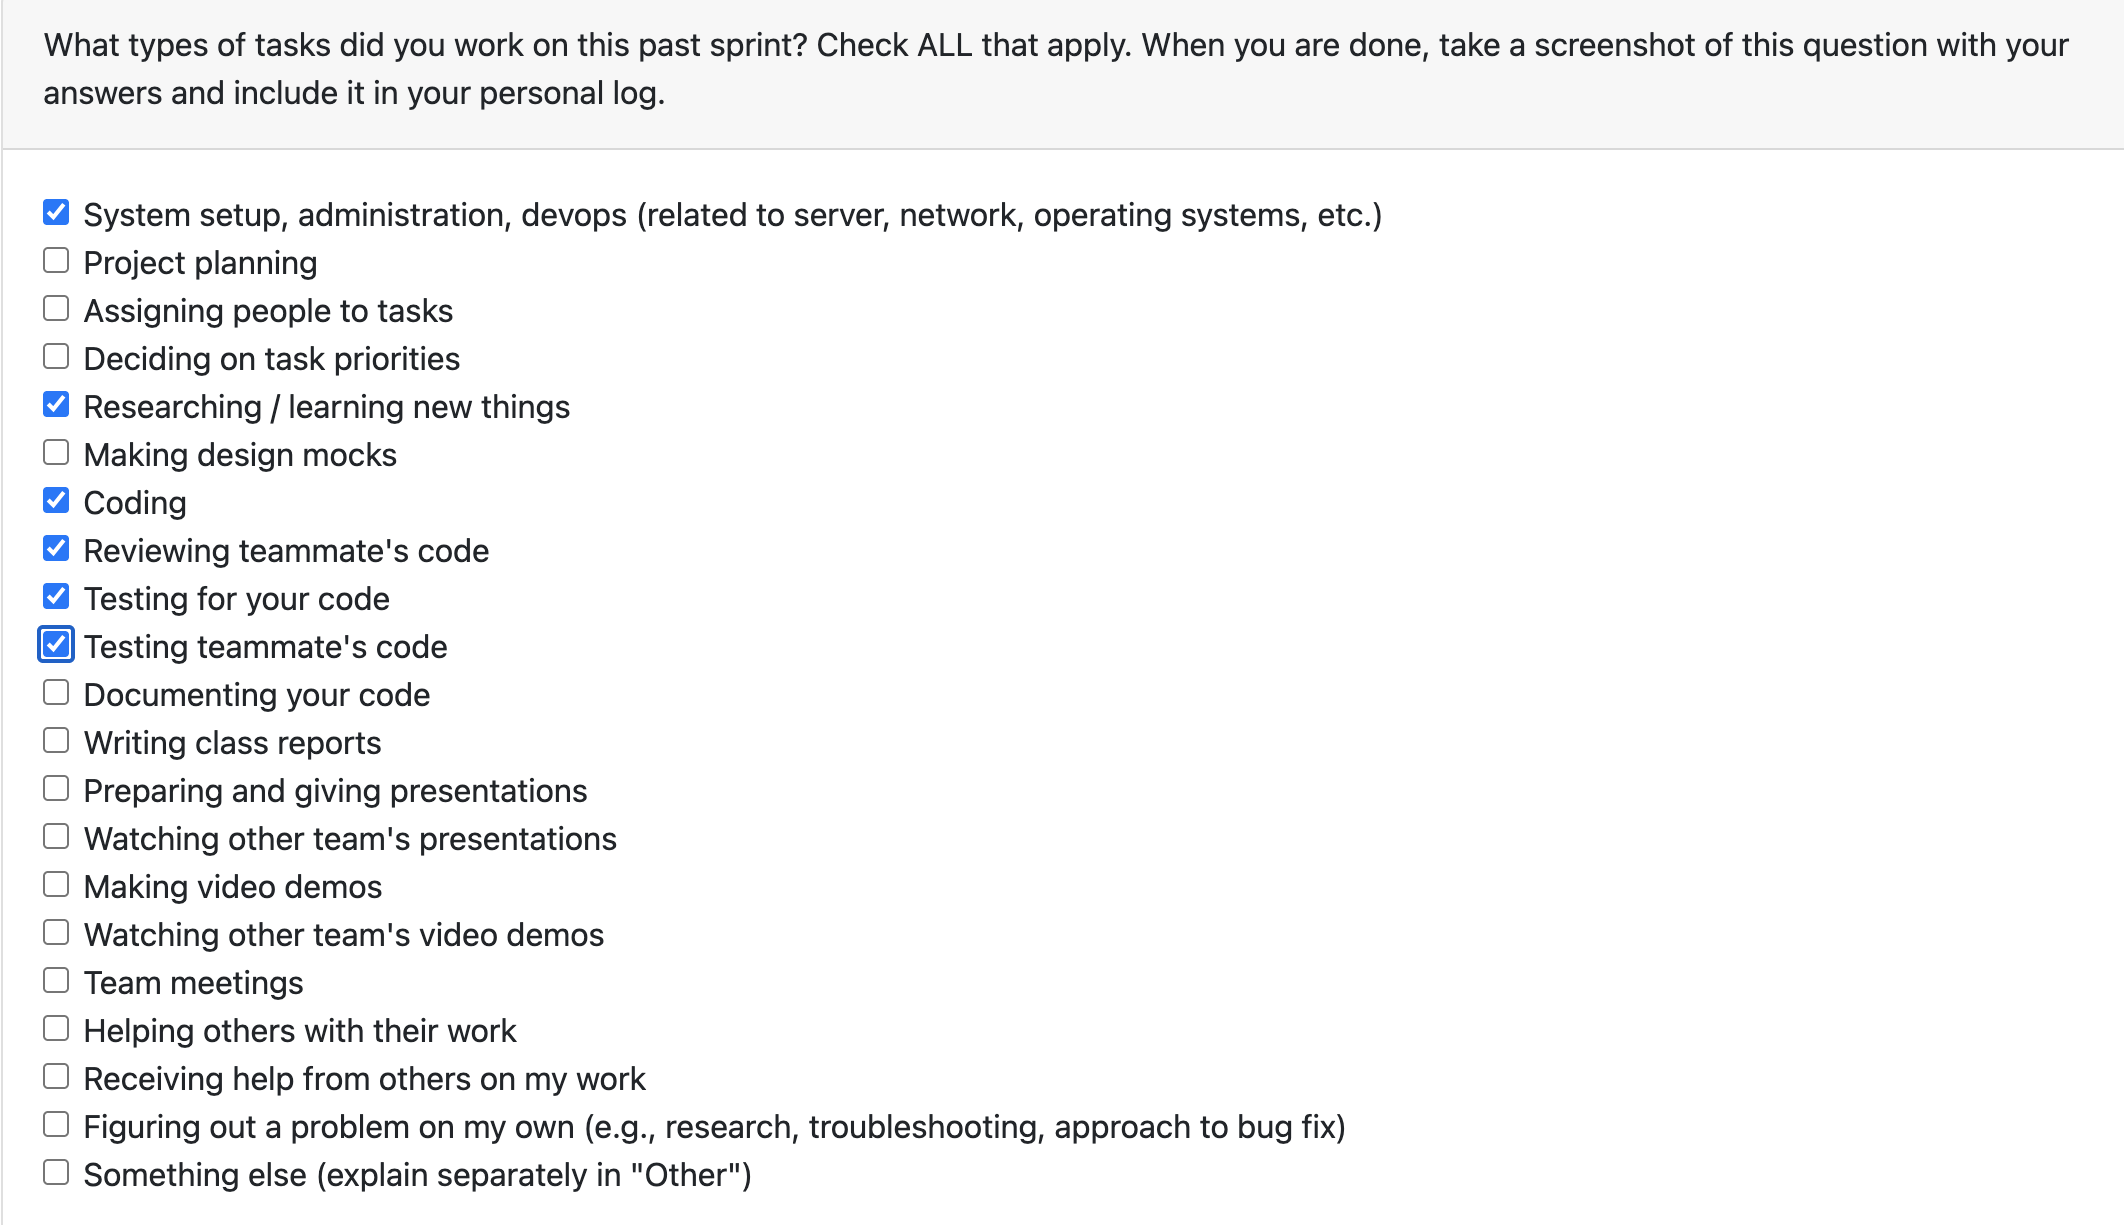 What types of tasks did you work on this past sprint? Check ALL that apply. When you are done, take a screenshot of this question with your
answers and include it in your personal log.
System setup, administration, devops (related to server, network, operating systems, etc.)
Project planning
Assigning people to tasks
Deciding on task priorities
Researching / learning new things
Making design mocks
Coding
Reviewing teammate's code
Testing for your code
Testing teammate's code
Documenting your code
Writing class reports
Preparing and giving presentations
Watching other team's presentations
Making video demos
Watching other team's video demos
Team meetings
Helping others with their work
Receiving help from others on my work
Figuring out a problem on my own (e.g., research, troubleshooting, approach to bug fix)
Something else (explain separately in "Other")